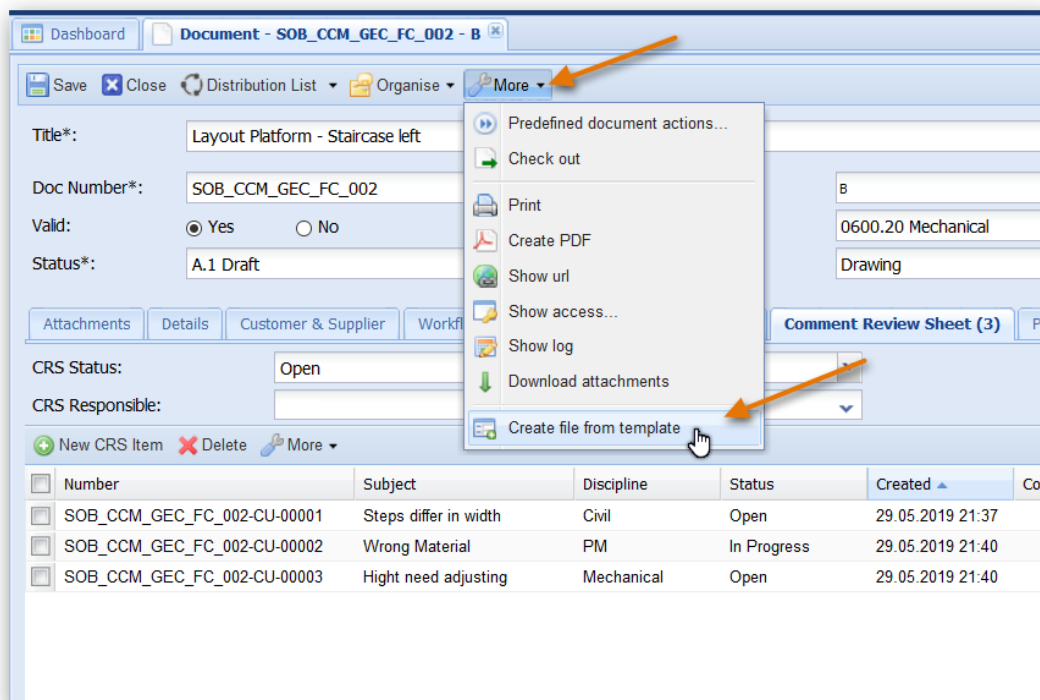 Dashboard Document - SOB_CCM_GEC_FC_002 - B
Save Close Distribution List Organise More
Title*: Layout Platform - Staircase left
Predefined document actions...
Check out
Doc Number*: SOB_CCM_GEC_FC_002 B
Print
Valid: Yes No 0600.20 Mechanical
Create PDF
Status*: A.1 Draft Drawing
Show url
Show access...
Attachments Details Customer & Supplier Workfl Comment Review Sheet (3) P
Show log
CRS Status: Open
Download attachments
CRS Responsible:
Create file from template
New CRS Item Delete More
Number Subject Discipline Status Created Co
SOB_CCM_GEC_FC_002-CU-00001 Steps differ in width Civil Open 29.05.2019 21:37
SOB_CCM_GEC_FC_002-CU-00002 Wrong Material PM In Progress 29.05.2019 21:40
SOB_CCM_GEC_FC_002-CU-00003 Hight need adjusting Mechanical Open 29.05.2019 21:40